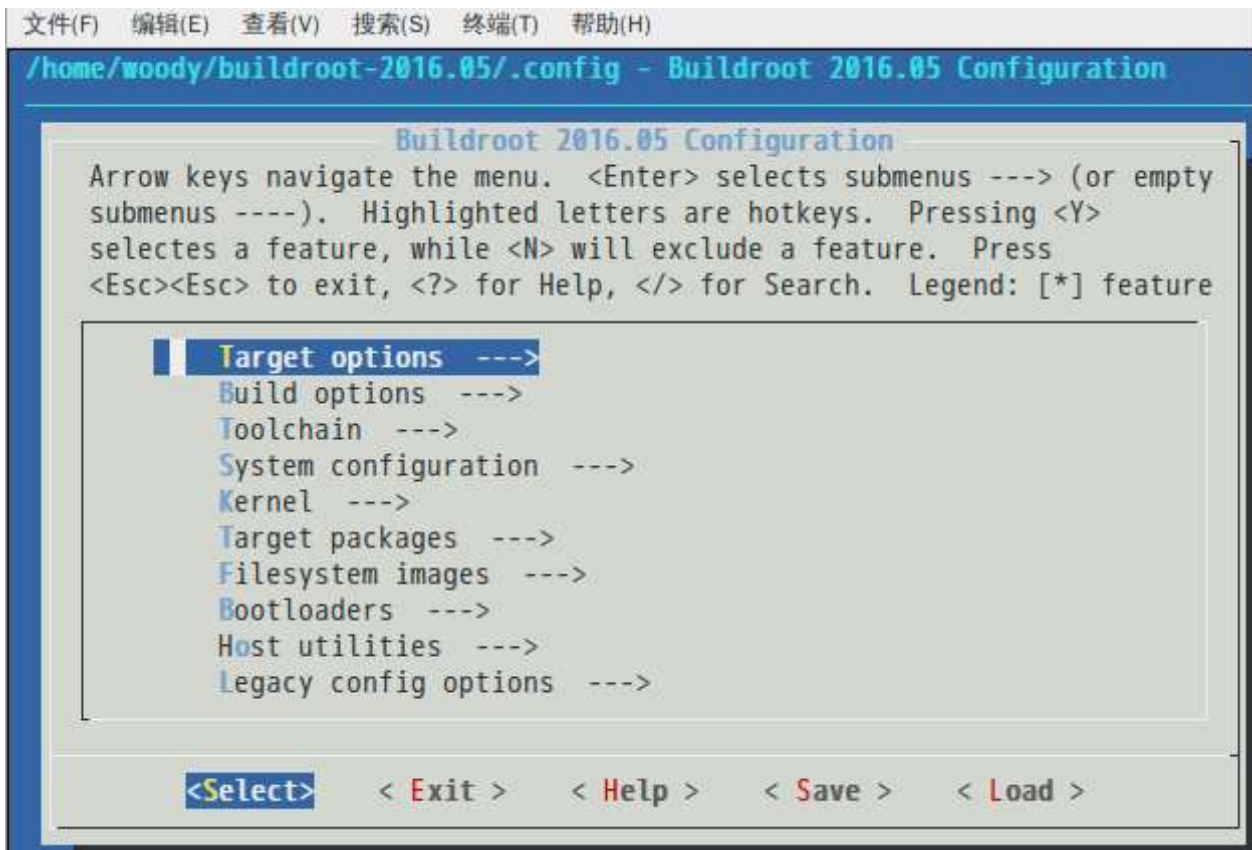 文件(F) 编辑(E) 查看(V) 搜索(S) 终端(T) 帮助(H)
/home/woody/buildroot-2016.05/.config - Buildroot 2016.05 Configuration
Buildroot 2016.05 Configuration
Arrow keys navigate the menu. <Enter> selects submenus ---> (or empty
submenus ----). Highlighted letters are hotkeys. Pressing <Y>
selectes a feature, while <N> will exclude a feature. Press
<Esc><Esc> to exit, <?> for Help, </> for Search. Legend: [*] feature
Target options --->
Build options --->
Toolchain --->
System configuration --->
Kernel --->
Target packages --->
Filesystem images --->
Bootloaders --->
Host utilities --->
Legacy config options --->
<Select> < Exit > < Help > < Save > < Load >